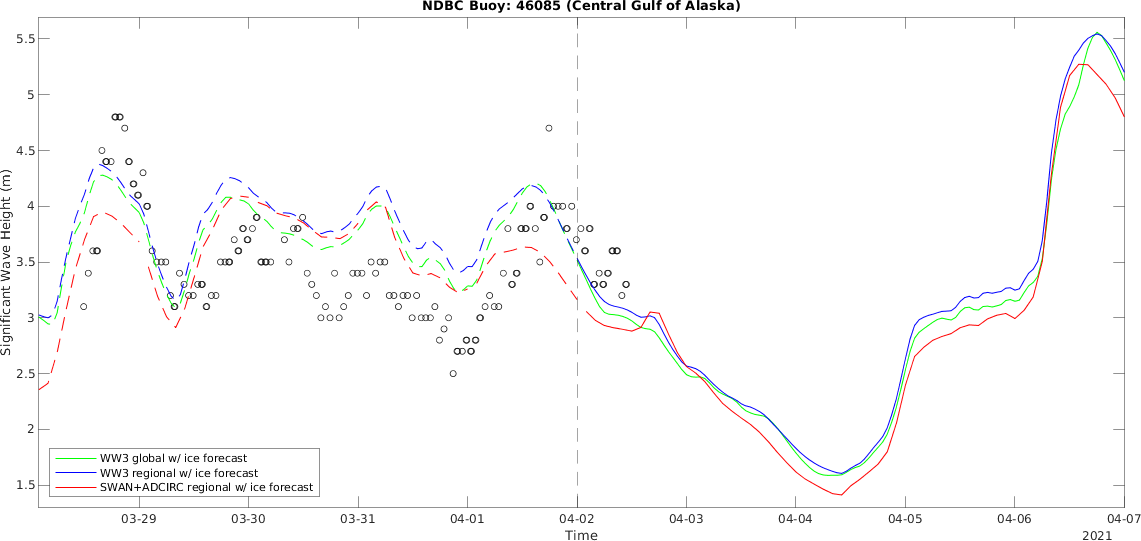 NDBC Buoy: 46085 (Central Gulf of Alaska)
Significant Wave Height (m)
5.5
5
4.5
4
3.5
3
2.5
2
1.5
WW3 global w/ ice forecast
WW3 regional w/ ice forecast
SWAN+ADCIRC regional w/ ice forecast
03-29 03-30 03-31 04-01 04-02 04-03 04-04 04-05 04-06 04-07
Time
2021